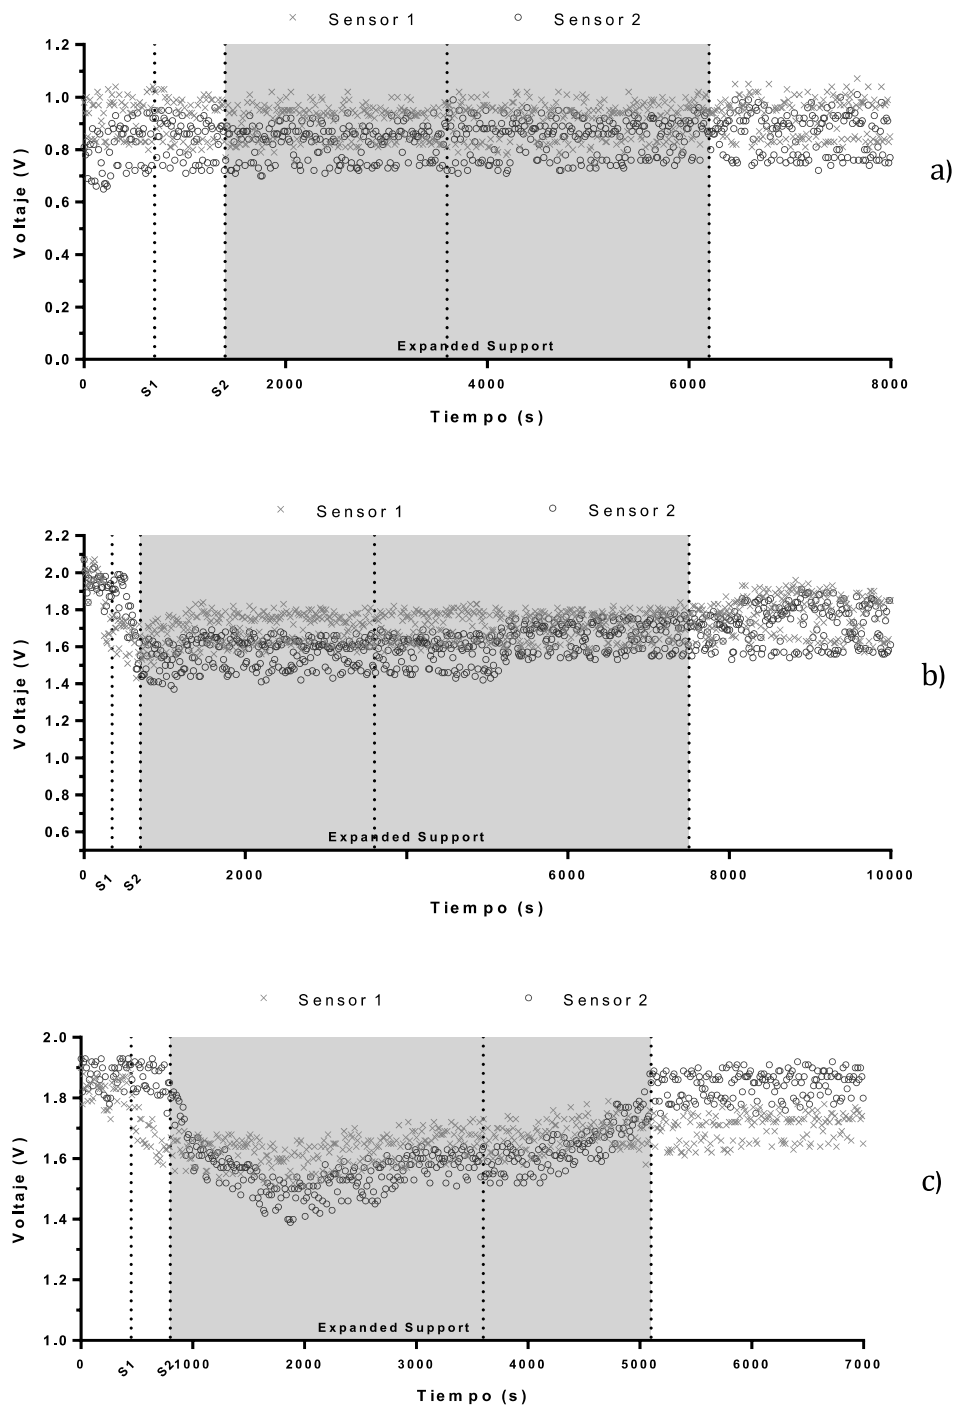 Sensor 1 Sensor 2
1.2
1.0
0.8
0.6
0.4
0.2
0.0
Voltaje (V)
Expanded Support
0 S1 S2 2000 4000 6000 8000
Tiempo (s)
a)
Sensor 1 Sensor 2
2.2
2.0
1.8
1.6
1.4
1.2
1.0
0.8
0.6
Voltaje (V)
Expanded Support
0 S1 S2 2000 6000 8000 10000
Tiempo (s)
b)
Sensor 1 Sensor 2
2.0
1.8
1.6
1.4
1.2
1.0
Voltaje (V)
Expanded Support
0 S1 S2 1000 2000 3000 4000 5000 6000 7000
Tiempo (s)
c)